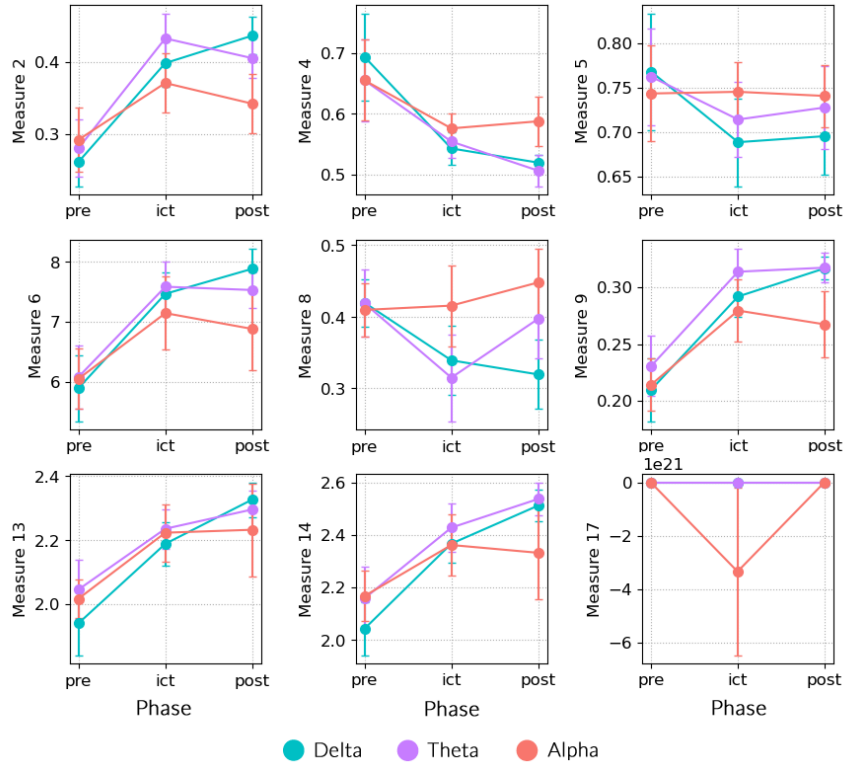 Measure 2
0.4
0.3
pre ict post
Measure 4
0.7
0.6
0.5
pre ict post
Measure 5
0.80
0.75
0.70
0.65
pre ict post
Measure 6
8
7
6
pre ict post
Measure 8
0.5
0.4
0.3
pre ict post
Measure 9
0.30
0.25
0.20
pre ict post
Measure 13
2.4
2.2
2.0
pre ict post
Phase
Measure 14
2.6
2.4
2.2
2.0
pre ict post
Phase
1e21
Measure 17
0
−2
−4
−6
pre ict post
Phase
Delta Theta Alpha